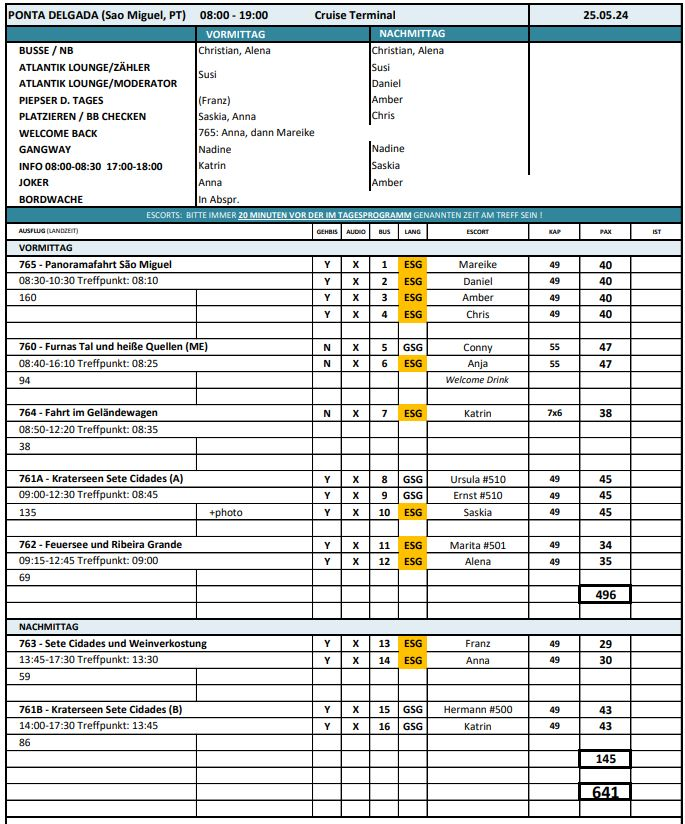 PONTA DELGADA (Sao Miguel, PT) 08:00 - 19:00 Cruise Terminal 25.05.24
VORMITTAG NACHMITTAG
BUSSE / NB Christian, Alena Christian, Alena
ATLANTIK LOUNGE/ZÄHLER Susi Susi
ATLANTIK LOUNGE/MODERATOR Daniel
PIEPSER D. TAGES (Franz) Amber
PLATZIEREN / BB CHECKEN Saskia, Anna Chris
WELCOME BACK 765: Anna, dann Mareike
GANGWAY Nadine Nadine
INFO 08:00-08:30 17:00-18:00 Katrin Saskia
JOKER Anna Amber
BORDWACHE In Abspr.
ESCORTS: BITTE IMMER 20 MINUTEN VOR DER IM TAGESPROGRAMM GENANNTEN ZEIT AM TREFF SEIN !
AUSFLUG (LANDZEIT) GEHBIS AUDIO BUS LANG ESCORT KAP PAX IST
VORMITTAG
765 - Panoramafahrt São Miguel Y X 1 ESG Mareike 49 40
08:30-10:30 Treffpunkt: 08:10 Y X 2 ESG Daniel 49 40
160 Y X 3 ESG Amber 49 40
Y X 4 ESG Chris 49 40
760 - Furnas Tal und heiße Quellen (ME) N X 5 GSG Conny 55 47
08:40-16:10 Treffpunkt: 08:25 N X 6 ESG Anja 55 47
94 Welcome Drink
764 - Fahrt im Geländewagen N X 7 ESG Katrin 7x6 38
08:50-12:20 Treffpunkt: 08:35
38
761A - Kraterseen Sete Cidades (A) Y X 8 GSG Ursula #510 49 45
09:00-12:30 Treffpunkt: 08:45 Y X 9 GSG Ernst #510 49 45
135 +photo Y X 10 ESG Saskia 49 45
762 - Feuersee und Ribeira Grande Y X 11 ESG Marita #501 49 34
09:15-12:45 Treffpunkt: 09:00 Y X 12 ESG Alena 49 35
69
496
NACHMITTAG
763 - Sete Cidades und Weinverkostung Y X 13 ESG Franz 49 29
13:45-17:30 Treffpunkt: 13:30 Y X 14 ESG Anna 49 30
59
761B - Kraterseen Sete Cidades (B) Y X 15 GSG Hermann #500 49 43
14:00-17:30 Treffpunkt: 13:45 Y X 16 GSG Katrin 49 43
86
145
641